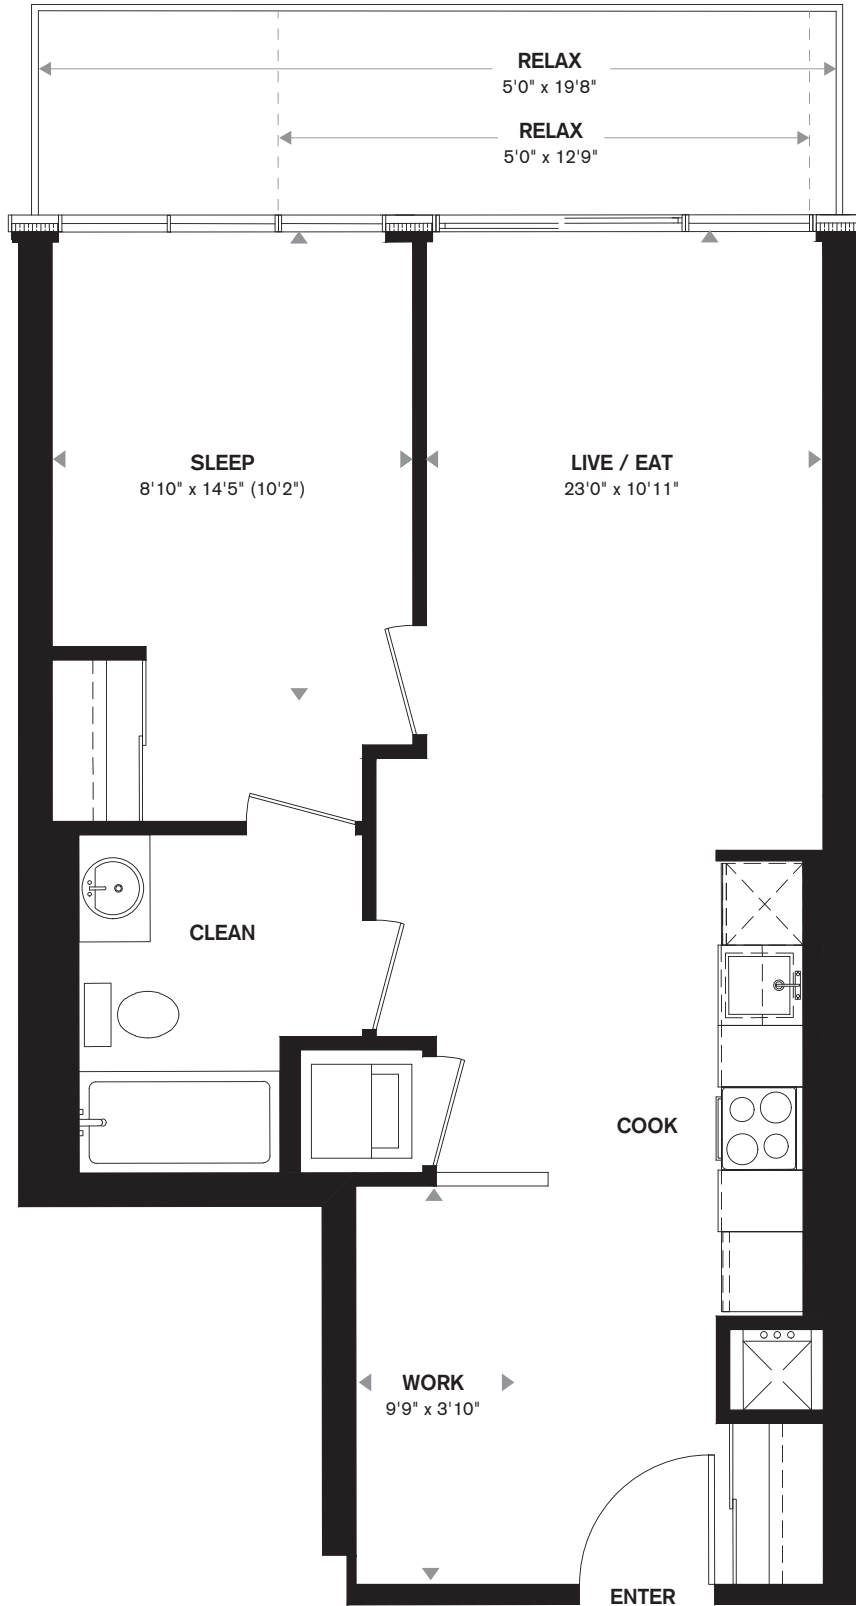 RELAX
5'0" x 19'8"
RELAX
5'0" x 12'9"
SLEEP
8'10" x 14'5" (10'2")
LIVE / EAT
23'0" x 10'11"
CLEAN
COOK
WORK
9'9" x 3'10"
ENTER